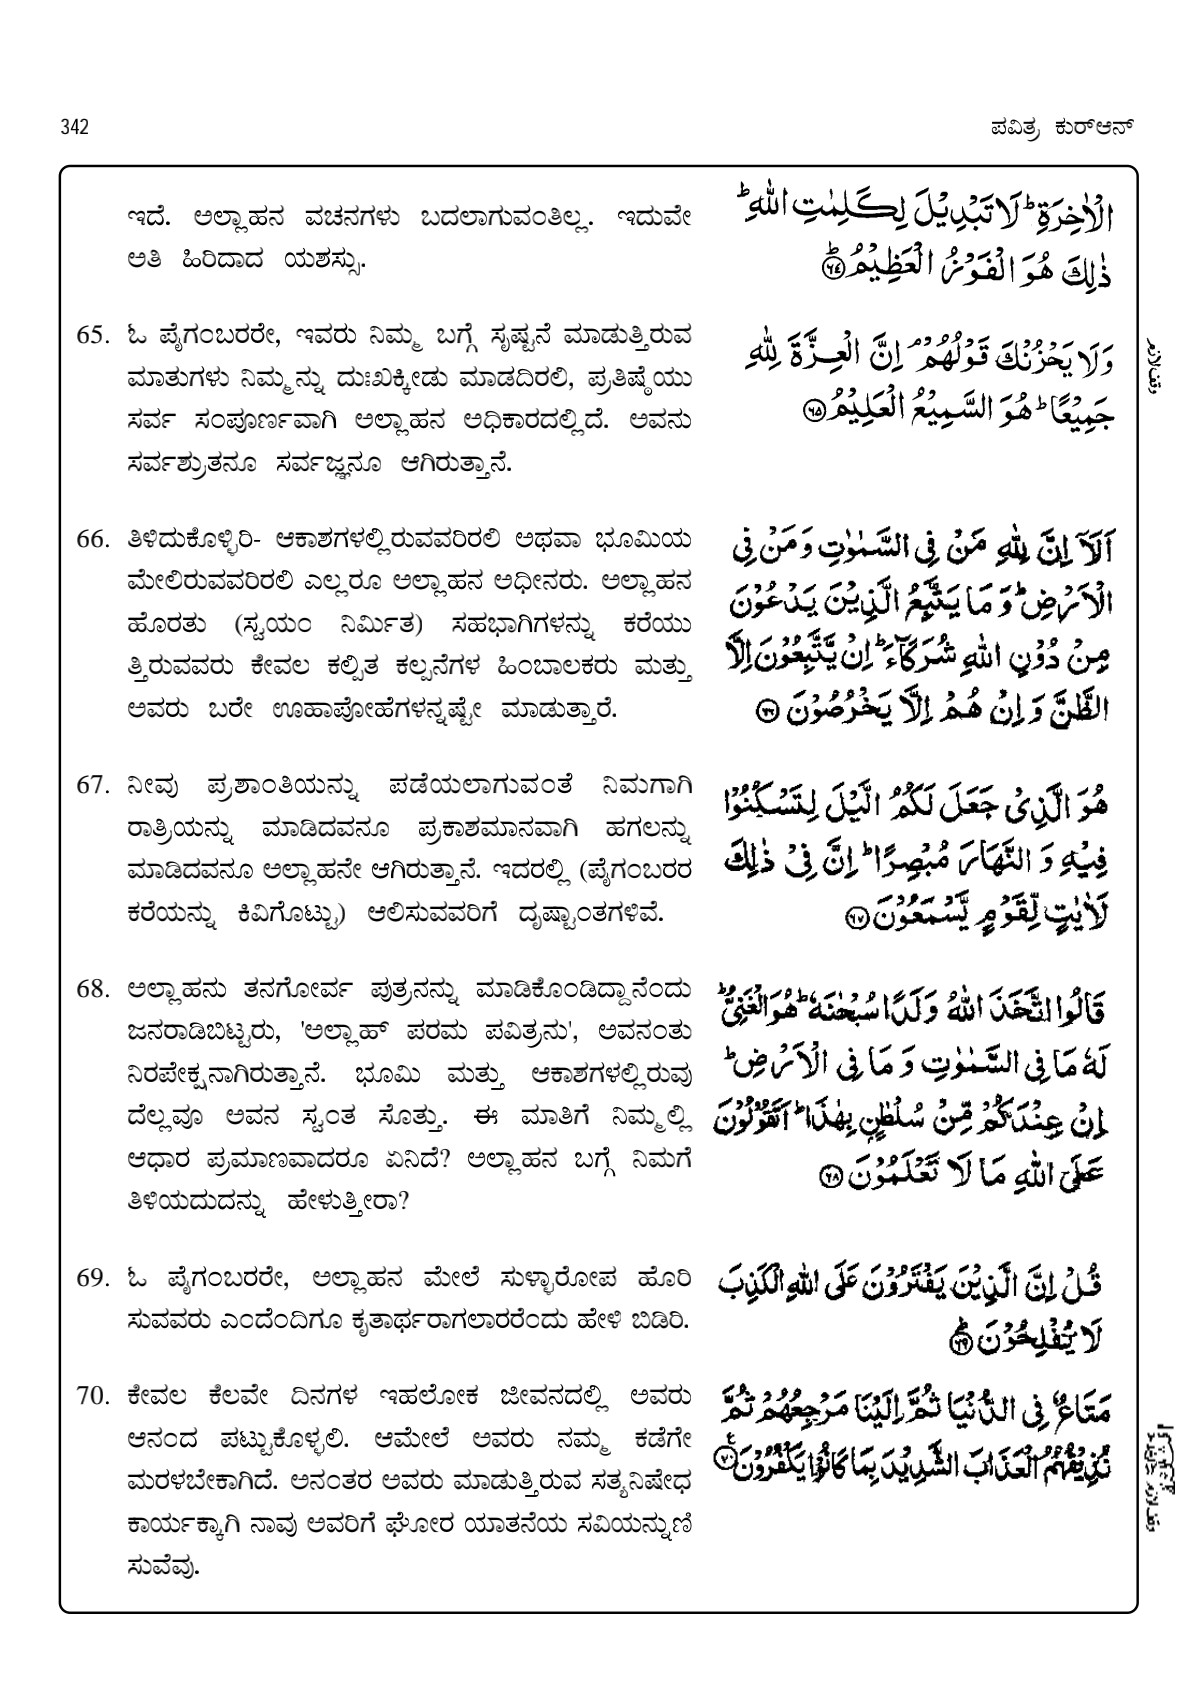 342
ಪವಿತ್ರ ಕುರ್‌ಆನ್
ಇದೆ. ಅಲ್ಲಾಹನ ವಚನಗಳು ಬದಲಾಗುವಂತಿಲ್ಲ. ಇದುವೇ
ಅತಿ ಹಿರಿದಾದ ಯಶಸ್ಸು.
الْاٰخِرَةِ ؕ لَا تَبْدِيْلَ لِكَلِمٰتِ اللّٰهِ ؕ
ذٰلِكَ هُوَ الْفَوْزُ الْعَظِيْمُ ﴿٦٤﴾ؕ
65. ಓ ಪೈಗಂಬರರೇ, ಇವರು ನಿಮ್ಮ ಬಗ್ಗೆ ಸೃಷ್ಟನೆ ಮಾಡುತ್ತಿರುವ
ಮಾತುಗಳು ನಿಮ್ಮನ್ನು ದುಃಖಕ್ಕೀಡು ಮಾಡದಿರಲಿ, ಪ್ರತಿಷ್ಠೆಯು
ಸರ್ವ ಸಂಪೂರ್ಣವಾಗಿ ಅಲ್ಲಾಹನ ಅಧಿಕಾರದಲ್ಲಿದೆ. ಅವನು
ಸರ್ವಶ್ರುತನೂ ಸರ್ವಜ್ಞನೂ ಆಗಿರುತ್ತಾನೆ.
وَلَا يَحْزُنْكَ قَوْلُهُمْ ۘ اِنَّ الْعِزَّةَ لِلّٰهِ
جَمِيْعًا ؕ هُوَ السَّمِيْعُ الْعَلِيْمُ ﴿٦٥﴾
وقف لازم
66. ತಿಳಿದುಕೊಳ್ಳಿರಿ- ಆಕಾಶಗಳಲ್ಲಿರುವವರಿರಲಿ ಅಥವಾ ಭೂಮಿಯ
ಮೇಲಿರುವವರಿರಲಿ ಎಲ್ಲರೂ ಅಲ್ಲಾಹನ ಅಧೀನರು. ಅಲ್ಲಾಹನ
ಹೊರತು (ಸ್ವಯಂ ನಿರ್ಮಿತ) ಸಹಭಾಗಿಗಳನ್ನು ಕರೆಯು
ತ್ತಿರುವವರು ಕೇವಲ ಕಲ್ಪಿತ ಕಲ್ಪನೆಗಳ ಹಿಂಬಾಲಕರು ಮತ್ತು
ಅವರು ಬರೇ ಊಹಾಪೋಹೆಗಳನ್ನಷ್ಟೇ ಮಾಡುತ್ತಾರೆ.
اَلَاۤ اِنَّ لِلّٰهِ مَنْ فِي السَّمٰوٰتِ وَمَنْ فِي
الْاَرْضِ ؕ وَمَا يَتَّبِعُ الَّذِيْنَ يَدْعُوْنَ
مِنْ دُوْنِ اللّٰهِ شُرَكَآءَ ؕ اِنْ يَّتَّبِعُوْنَ اِلَّا
الظَّنَّ وَاِنْ هُمْ اِلَّا يَخْرُصُوْنَ ﴿٦٦﴾
67. ನೀವು ಪ್ರಶಾಂತಿಯನ್ನು ಪಡೆಯಲಾಗುವಂತೆ ನಿಮಗಾಗಿ
ರಾತ್ರಿಯನ್ನು ಮಾಡಿದವನೂ ಪ್ರಕಾಶಮಾನವಾಗಿ ಹಗಲನ್ನು
ಮಾಡಿದವನೂ ಅಲ್ಲಾಹನೇ ಆಗಿರುತ್ತಾನೆ. ಇದರಲ್ಲಿ (ಪೈಗಂಬರರ
ಕರೆಯನ್ನು ಕಿವಿಗೊಟ್ಟು) ಆಲಿಸುವವರಿಗೆ ದೃಷ್ಟಾಂತಗಳಿವೆ.
هُوَ الَّذِيْ جَعَلَ لَكُمُ الَّيْلَ لِتَسْكُنُوْا
فِيْهِ وَ النَّهَارَ مُبْصِرًا ؕ اِنَّ فِيْ ذٰلِكَ
لَاٰيٰتٍ لِّقَوْمٍ يَّسْمَعُوْنَ ﴿٦٧﴾
68. ಅಲ್ಲಾಹನು ತನಗೋರ್ವ ಪುತ್ರನನ್ನು ಮಾಡಿಕೊಂಡಿದ್ದಾನೆಂದು
ಜನರಾಡಿಬಿಟ್ಟರು, 'ಅಲ್ಲಾಹ್ ಪರಮ ಪವಿತ್ರನು', ಅವನಂತು
ನಿರಪೇಕ್ಷನಾಗಿರುತ್ತಾನೆ. ಭೂಮಿ ಮತ್ತು ಆಕಾಶಗಳಲ್ಲಿರುವು
ದೆಲ್ಲವೂ ಅವನ ಸ್ವಂತ ಸೊತ್ತು. ಈ ಮಾತಿಗೆ ನಿಮ್ಮಲ್ಲಿ
ಆಧಾರ ಪ್ರಮಾಣವಾದರೂ ಏನಿದೆ? ಅಲ್ಲಾಹನ ಬಗ್ಗೆ ನಿಮಗೆ
ತಿಳಿಯದುದನ್ನು ಹೇಳುತ್ತೀರಾ?
قَالُوا اتَّخَذَ اللّٰهُ وَلَدًا سُبْحٰنَهٗ ؕ هُوَ الْغَنِيُّ ؕ
لَهٗ مَا فِي السَّمٰوٰتِ وَ مَا فِي الْاَرْضِ ؕ
اِنْ عِنْدَكُمْ مِّنْ سُلْطٰنٍ بِهٰذَا ؕ اَتَقُوْلُوْنَ
عَلَى اللّٰهِ مَا لَا تَعْلَمُوْنَ ﴿٦٨﴾
69. ಓ ಪೈಗಂಬರರೇ, ಅಲ್ಲಾಹನ ಮೇಲೆ ಸುಳ್ಳಾರೋಪ ಹೊರಿ
ಸುವವರು ಎಂದೆಂದಿಗೂ ಕೃತಾರ್ಥರಾಗಲಾರರೆಂದು ಹೇಳಿ ಬಿಡಿರಿ.
قُلْ اِنَّ الَّذِيْنَ يَفْتَرُوْنَ عَلَى اللّٰهِ الْكَذِبَ
لَا يُفْلِحُوْنَ ﴿٦٩﴾ؕ
70. ಕೇವಲ ಕೆಲವೇ ದಿನಗಳ ಇಹಲೋಕ ಜೀವನದಲ್ಲಿ ಅವರು
ಆನಂದ ಪಟ್ಟುಕೊಳ್ಳಲಿ. ಆಮೇಲೆ ಅವರು ನಮ್ಮ ಕಡೆಗೇ
ಮರಳಬೇಕಾಗಿದೆ. ಅನಂತರ ಅವರು ಮಾಡುತ್ತಿರುವ ಸತ್ಯನಿಷೇಧ
ಕಾರ್ಯಕ್ಕಾಗಿ ನಾವು ಅವರಿಗೆ ಘೋರ ಯಾತನೆಯ ಸವಿಯನ್ನುಣಿ
ಸುವೆವು.
مَتَاعٌ فِي الدُّنْيَا ثُمَّ اِلَيْنَا مَرْجِعُهُمْ ثُمَّ
نُذِيْقُهُمُ الْعَذَابَ الشَّدِيْدَ بِمَا كَانُوْا يَكْفُرُوْنَ ﴿٧٠﴾
وقف لازم